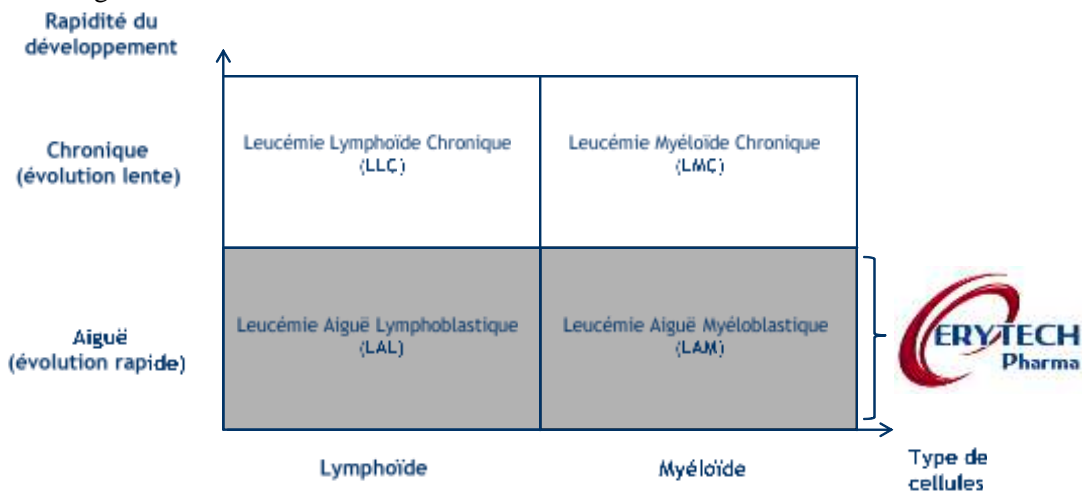 Rapidité du
développement
Chronique
(évolution lente)
Leucémie Lymphoïde Chronique
(LLC)
Leucémie Myéloïde Chronique
(LMC)
Aiguë
(évolution rapide)
Leucémie Aiguë Lymphoblastique
(LAL)
Leucémie Aiguë Myéloblastique
(LAM)
ERYTECH
Pharma
Lymphoïde
Myéloïde
Type de
cellules